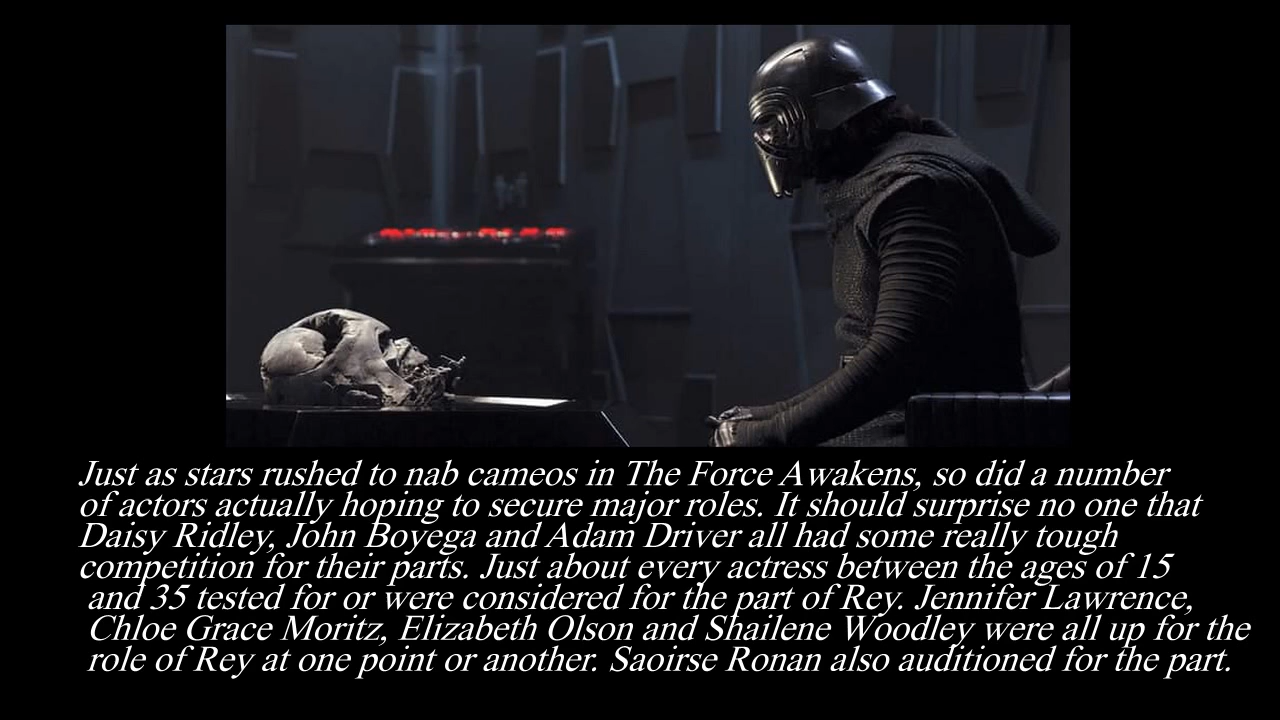 Just as stars rushed to nab cameos in The Force Awakens, so did a number
of actors actually hoping to secure major roles. It should surprise no one that
Daisy Ridley, John Boyega and Adam Driver all had some really tough
competition for their parts. Just about every actress between the ages of 15
and 35 tested for or were considered for the part of Rey. Jennifer Lawrence,
Chloe Grace Moritz, Elizabeth Olson and Shailene Woodley were all up for the
role of Rey at one point or another. Saoirse Ronan also auditioned for the part.